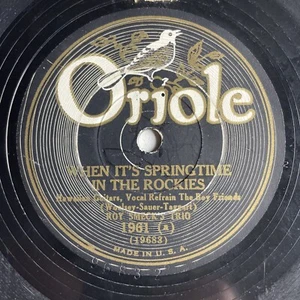 Oriole
WHEN IT'S SPRINGTIME
IN THE ROCKIES
Hawaiian Guitars, Vocal Refrain The Boy Friends
(Woolsey-Sauer-Taggart)
ROY SMECK'S TRIO
1961 (a)
(19683)
MADE IN U.S.A.